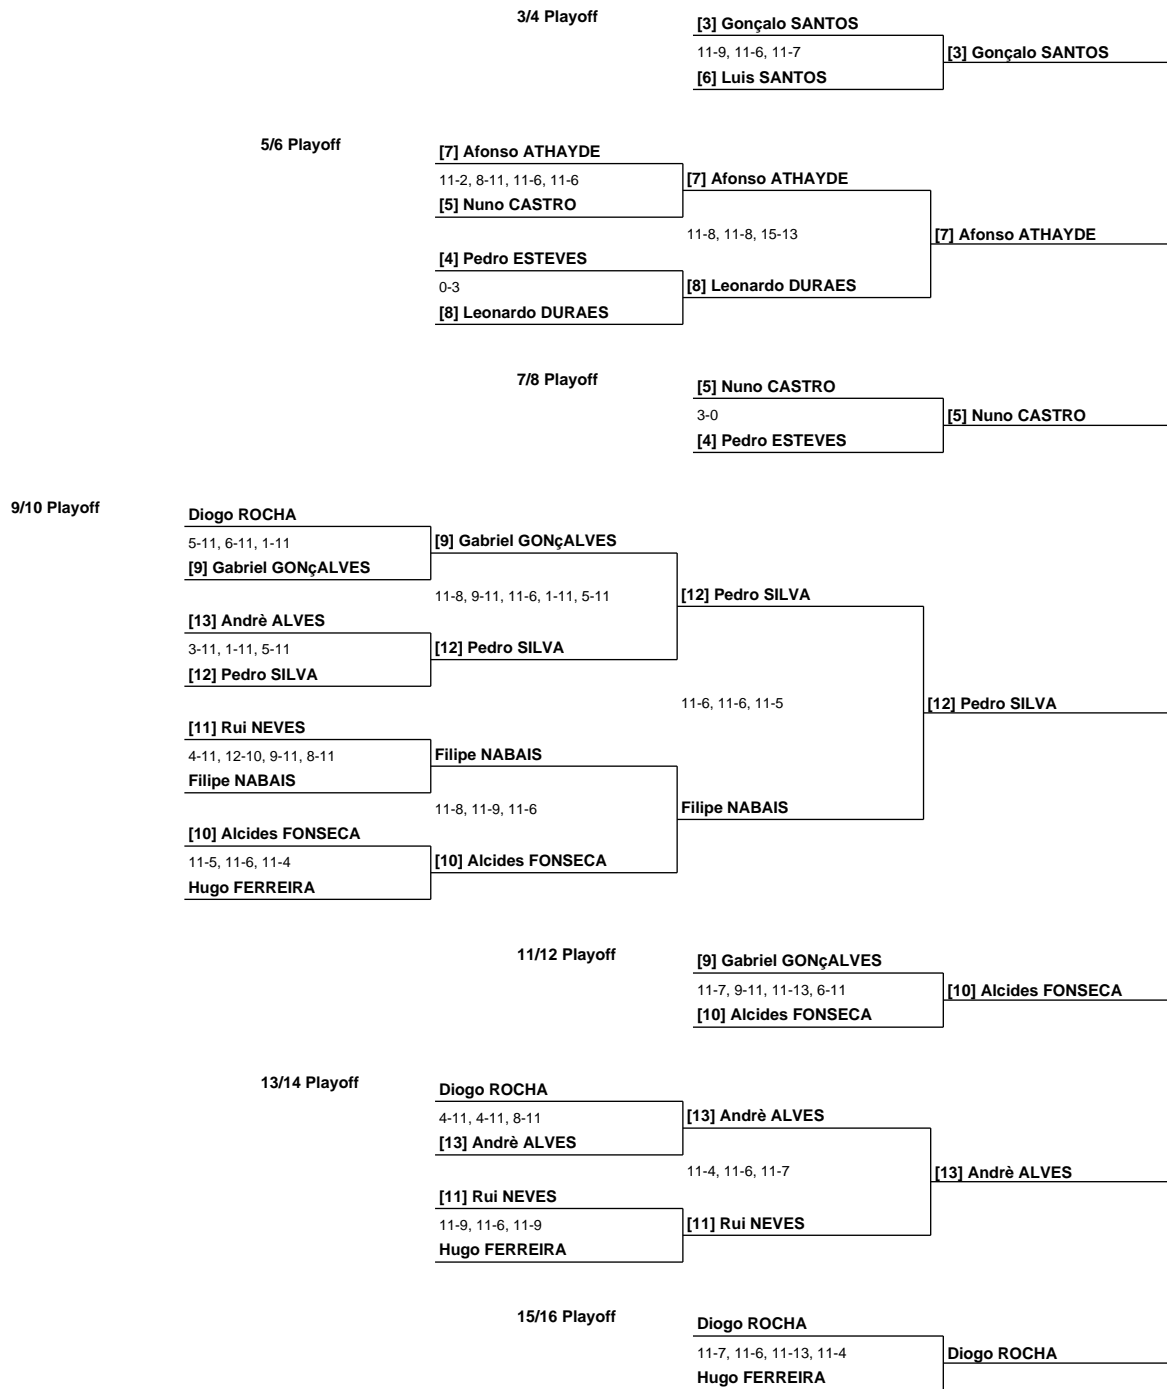 3/4 Playoff
[3] Gonçalo SANTOS
11-9, 11-6, 11-7
[3] Gonçalo SANTOS
[6] Luis SANTOS
5/6 Playoff
[7] Afonso ATHAYDE
11-2, 8-11, 11-6, 11-6
[7] Afonso ATHAYDE
[5] Nuno CASTRO
11-8, 11-8, 15-13
[7] Afonso ATHAYDE
[4] Pedro ESTEVES
0-3
[8] Leonardo DURAES
[8] Leonardo DURAES
7/8 Playoff
[5] Nuno CASTRO
3-0
[5] Nuno CASTRO
[4] Pedro ESTEVES
9/10 Playoff
Diogo ROCHA
5-11, 6-11, 1-11
[9] Gabriel GONçALVES
[9] Gabriel GONçALVES
11-8, 9-11, 11-6, 1-11, 5-11
[12] Pedro SILVA
[13] Andrè ALVES
3-11, 1-11, 5-11
[12] Pedro SILVA
[12] Pedro SILVA
11-6, 11-6, 11-5
[12] Pedro SILVA
[11] Rui NEVES
4-11, 12-10, 9-11, 8-11
Filipe NABAIS
Filipe NABAIS
11-8, 11-9, 11-6
Filipe NABAIS
[10] Alcides FONSECA
11-5, 11-6, 11-4
[10] Alcides FONSECA
Hugo FERREIRA
11/12 Playoff
[9] Gabriel GONçALVES
11-7, 9-11, 11-13, 6-11
[10] Alcides FONSECA
[10] Alcides FONSECA
13/14 Playoff
Diogo ROCHA
4-11, 4-11, 8-11
[13] Andrè ALVES
[13] Andrè ALVES
11-4, 11-6, 11-7
[13] Andrè ALVES
[11] Rui NEVES
11-9, 11-6, 11-9
[11] Rui NEVES
Hugo FERREIRA
15/16 Playoff
Diogo ROCHA
11-7, 11-6, 11-13, 11-4
Diogo ROCHA
Hugo FERREIRA